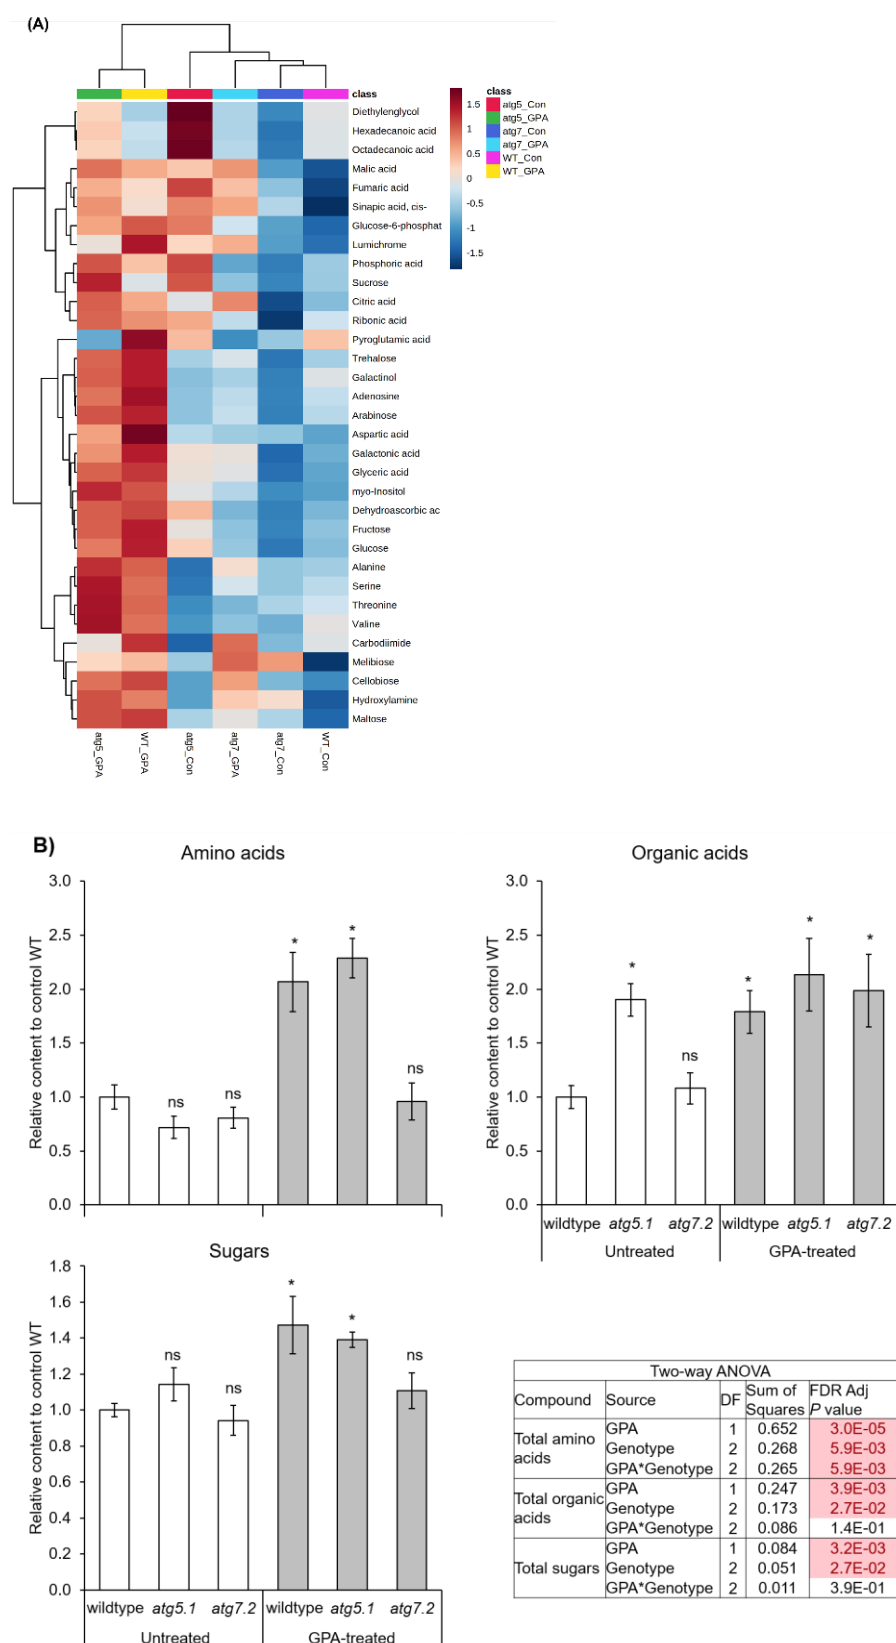 (A)
class
Diethylenglycol
Hexadecanoic acid
Octadecanoic acid
Malic acid
Fumaric acid
Sinapic acid, cis-
Glucose-6-phosphat
Lumichrome
Phosphoric acid
Sucrose
Citric acid
Ribonic acid
Pyroglutamic acid
Trehalose
Galactinol
Adenosine
Arabinose
Aspartic acid
Galactonic acid
Glyceric acid
myo-Inositol
Dehydroascorbic ac
Fructose
Glucose
Alanine
Serine
Threonine
Valine
Carbodiimide
Melibiose
Cellobiose
Hydroxylamine
Maltose
1.5
1
0.5
0
-0.5
-1
-1.5
class
atg5_Con
atg5_GPA
atg7_Con
atg7_GPA
WT_Con
WT_GPA
atg5_GPA
WT_GPA
atg5_Con
atg7_GPA
atg7_Con
WT_Con
B)
Amino acids
Relative content to control WT
3.0
2.5
2.0
1.5
1.0
0.5
0.0
ns
ns
*
*
ns
Organic acids
Relative content to control WT
3.0
2.5
2.0
1.5
1.0
0.5
0.0
*
ns
*
*
*
wildtype atg5.1 atg7.2 wildtype atg5.1 atg7.2
Untreated GPA-treated
Sugars
Relative content to control WT
1.8
1.6
1.4
1.2
1.0
0.8
0.6
0.4
0.2
0.0
ns
ns
*
*
ns
wildtype atg5.1 atg7.2 wildtype atg5.1 atg7.2
Untreated GPA-treated
Two-way ANOVA
Compound Source DF Sum of Squares FDR Adj P value
Total amino acids GPA 1 0.652 3.0E-05
Genotype 2 0.268 5.9E-03
GPA*Genotype 2 0.265 5.9E-03
Total organic acids GPA 1 0.247 3.9E-03
Genotype 2 0.173 2.7E-02
GPA*Genotype 2 0.086 1.4E-01
Total sugars GPA 1 0.084 3.2E-03
Genotype 2 0.051 2.7E-02
GPA*Genotype 2 0.011 3.9E-01